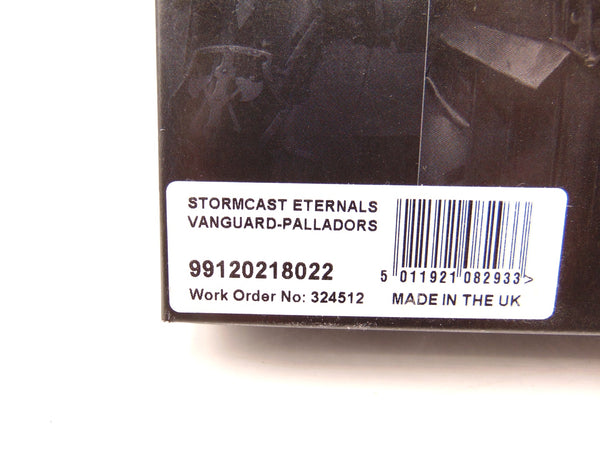 STORMCAST ETERNALS
VANGUARD-PALLADORS
99120218022
Work Order No: 324512
5 011921 082933>
MADE IN THE UK